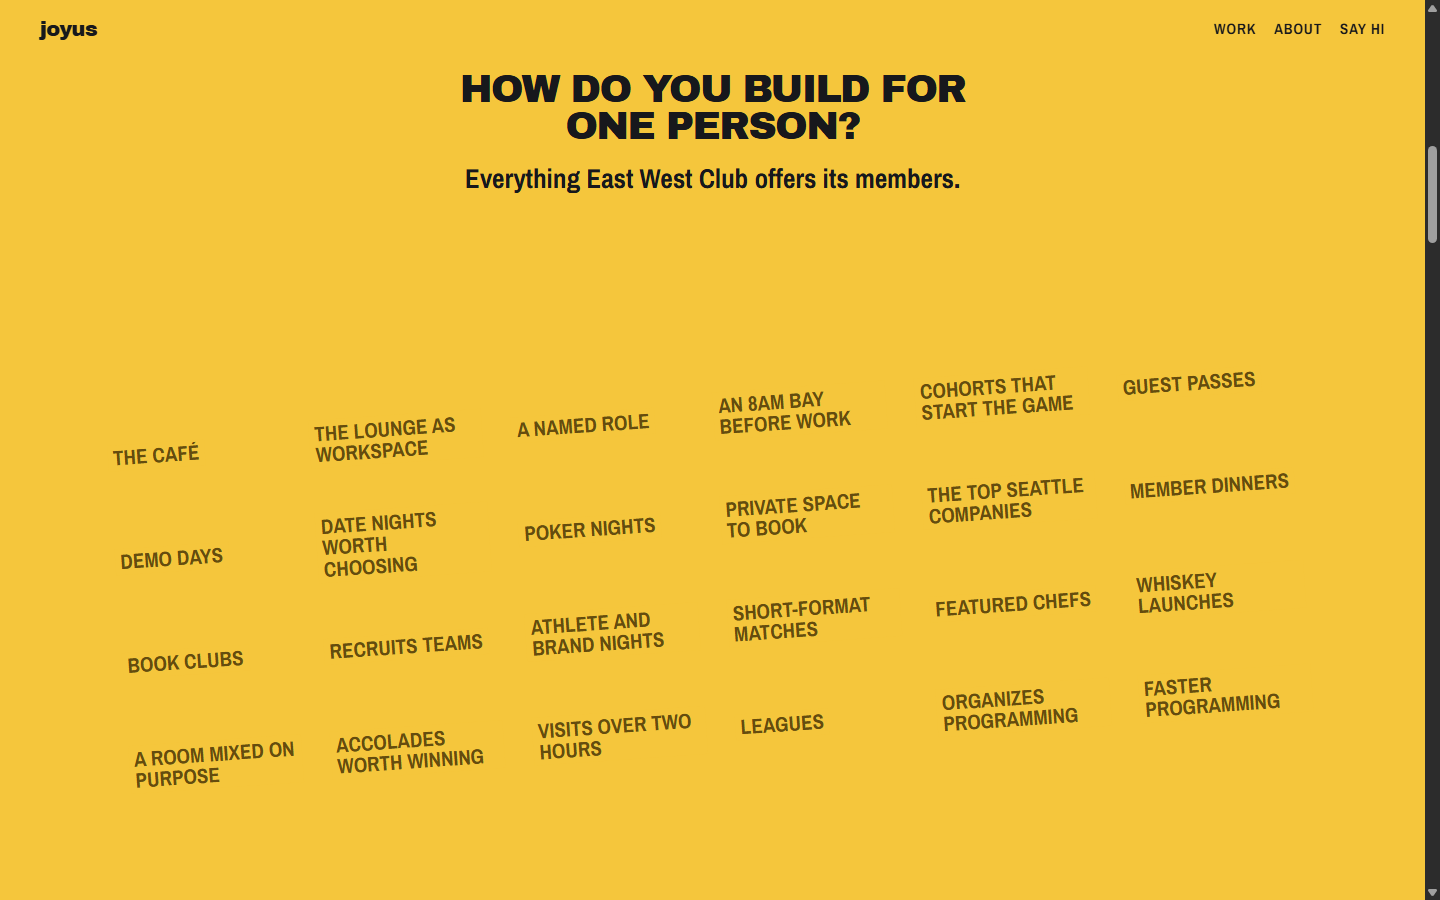 joyus
WORK ABOUT SAY HI
HOW DO YOU BUILD FOR
ONE PERSON?
Everything East West Club offers its members.
THE CAFÉ
THE LOUNGE AS
WORKSPACE
A NAMED ROLE
AN 8AM BAY
BEFORE WORK
COHORTS THAT
START THE GAME
GUEST PASSES
DEMO DAYS
DATE NIGHTS
WORTH
CHOOSING
POKER NIGHTS
PRIVATE SPACE
TO BOOK
THE TOP SEATTLE
COMPANIES
MEMBER DINNERS
BOOK CLUBS
RECRUITS TEAMS
ATHLETE AND
BRAND NIGHTS
SHORT-FORMAT
MATCHES
FEATURED CHEFS
WHISKEY
LAUNCHES
A ROOM MIXED ON
PURPOSE
ACCOLADES
WORTH WINNING
VISITS OVER TWO
HOURS
LEAGUES
ORGANIZES
PROGRAMMING
FASTER
PROGRAMMING